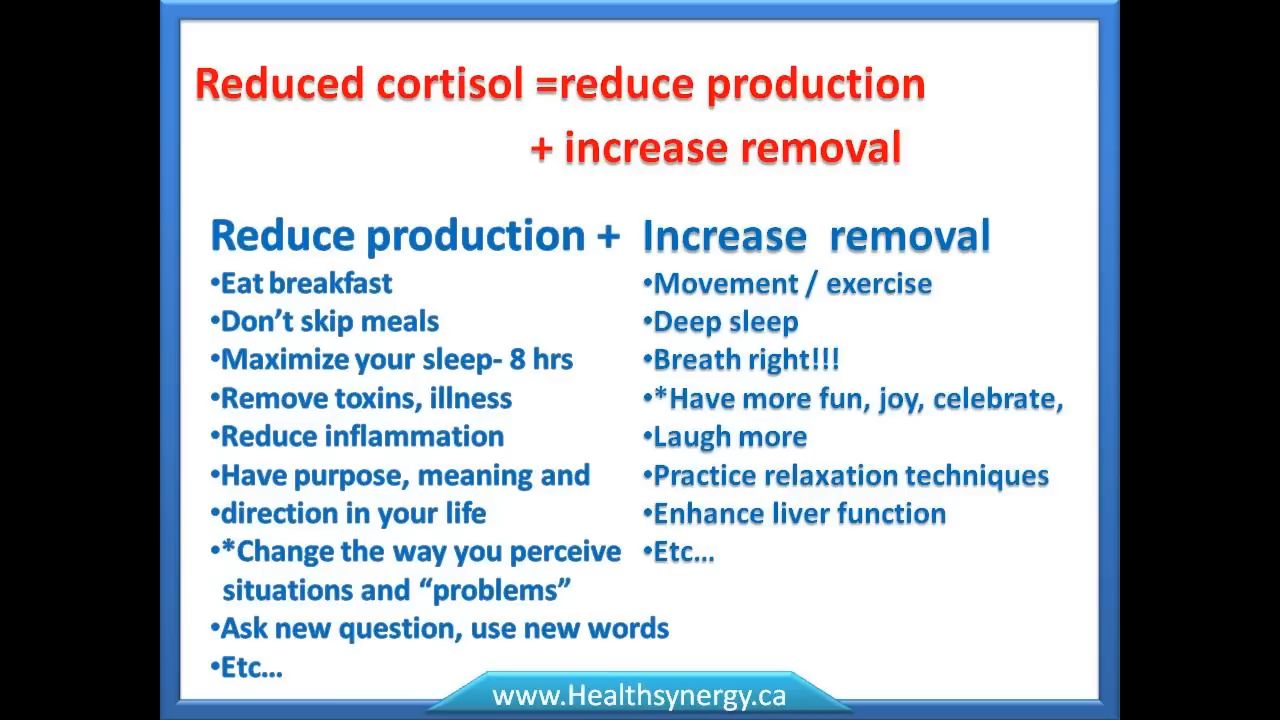 Reduced cortisol =reduce production
+ increase removal
Reduce production +
•Eat breakfast
•Don't skip meals
•Maximize your sleep- 8 hrs
•Remove toxins, illness
•Reduce inflammation
•Have purpose, meaning and
•direction in your life
•*Change the way you perceive
situations and “problems”
•Ask new question, use new words
•Etc...
Increase removal
•Movement / exercise
•Deep sleep
•Breath right!!!
•*Have more fun, joy, celebrate,
•Laugh more
•Practice relaxation techniques
•Enhance liver function
•Etc...
www.Healthsynergy.ca